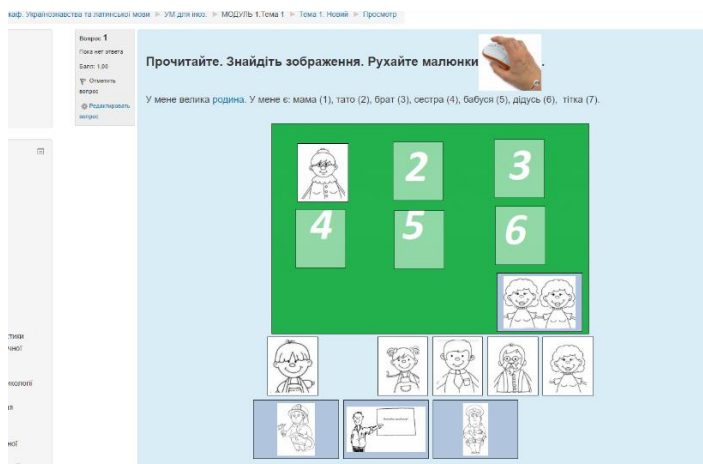 каф. Українознавства та латинської мови ► УМ для іноз. ► МОДУЛЬ 1.Тема 1 ► Тема 1. Новий ► Просмотр
Вопрос 1
Пока нет ответа
Балл: 1,00
Отметить вопрос
Редактировать вопрос
Прочитайте. Знайдіть зображення. Рухайте малюнки .
У мене велика родина. У мене є: мама (1), тато (2), брат (3), сестра (4), бабуся (5), дідусь (6), тітка (7).
2 3
4 5 6